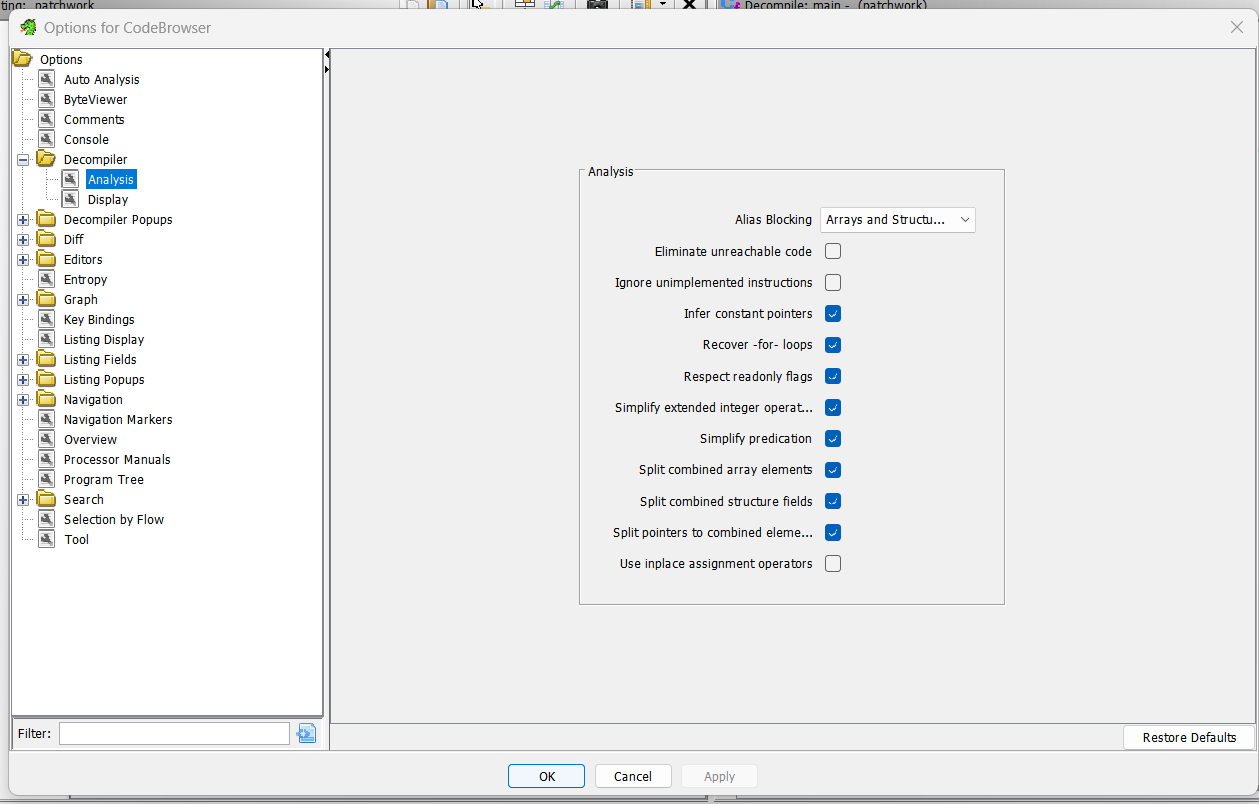 ting: patchwork
Decompile: main - (patchwork)
Options for CodeBrowser
Options
Auto Analysis
ByteViewer
Comments
Console
Decompiler
Analysis
Display
Decompiler Popups
Diff
Editors
Entropy
Graph
Key Bindings
Listing Display
Listing Fields
Listing Popups
Navigation
Navigation Markers
Overview
Processor Manuals
Program Tree
Search
Selection by Flow
Tool
Filter:
Analysis
Alias Blocking Arrays and Structu...
Eliminate unreachable code
Ignore unimplemented instructions
Infer constant pointers
Recover -for- loops
Respect readonly flags
Simplify extended integer operat...
Simplify predication
Split combined array elements
Split combined structure fields
Split pointers to combined eleme...
Use inplace assignment operators
Restore Defaults
OK Cancel Apply